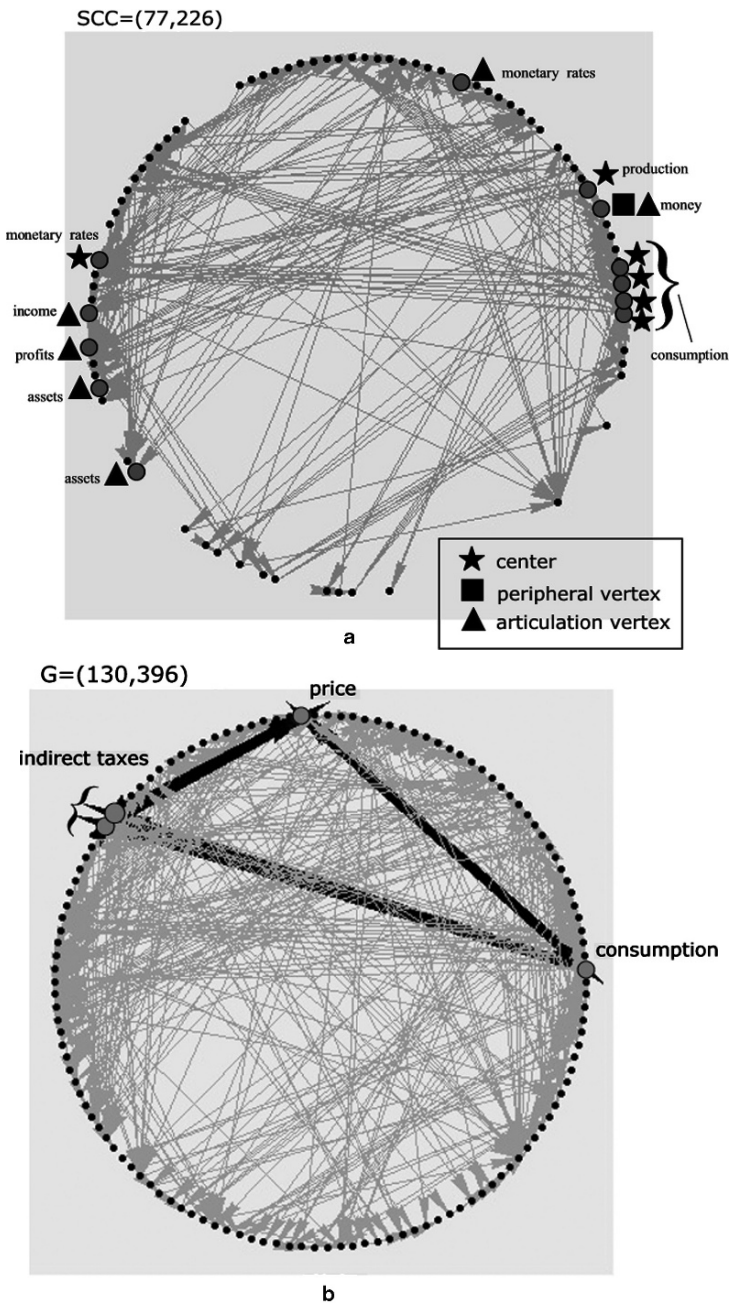 SCC=(77,226)
monetary rates
production
money
monetary rates
income
profits
consumption
assets
assets
center
peripheral vertex
articulation vertex
a
G=(130,396)
price
indirect taxes
consumption
b